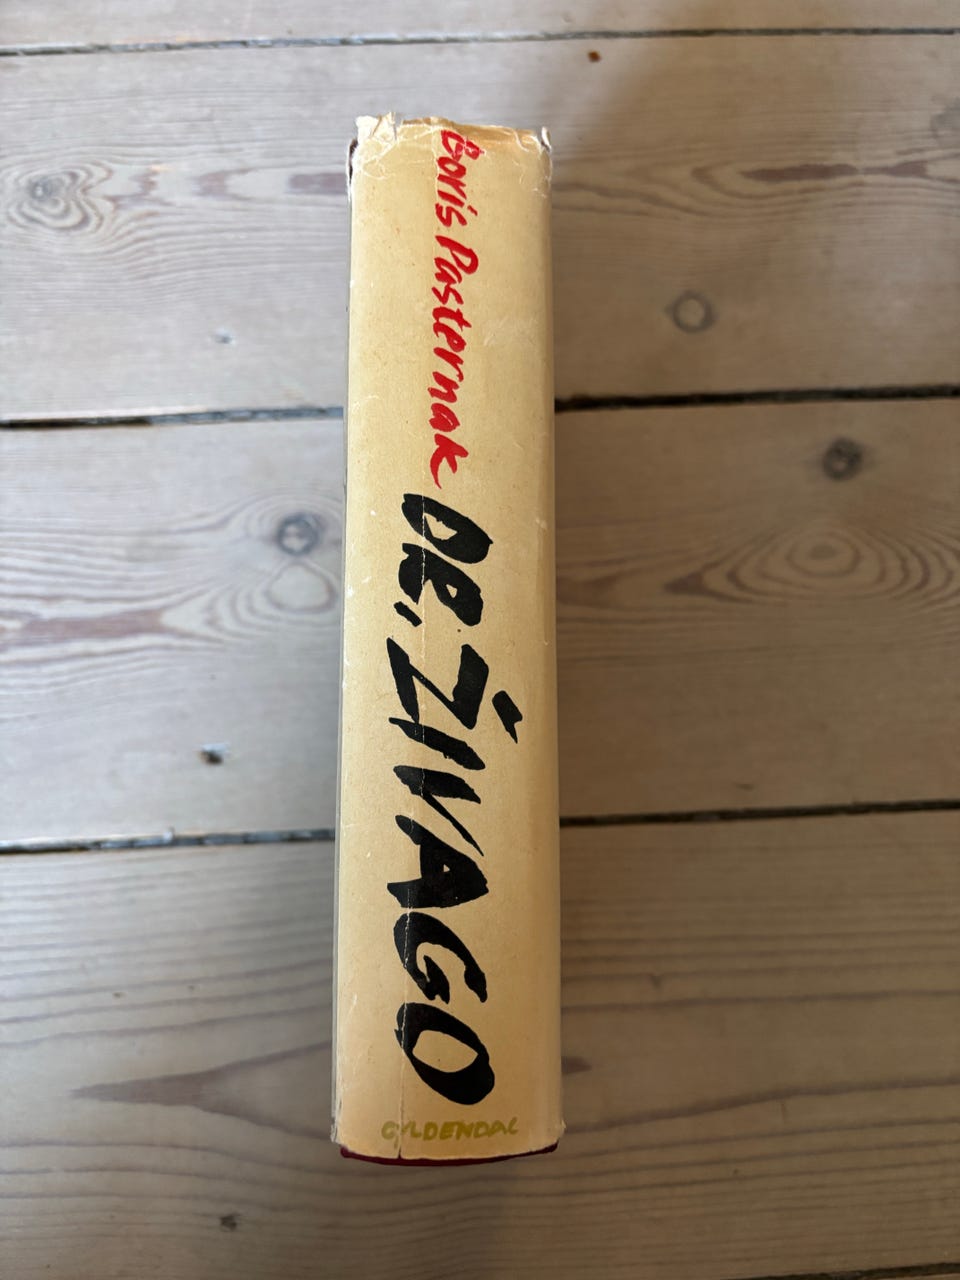 Boris Pasternak
DR. ŽIVAGO
GYLDENDAL